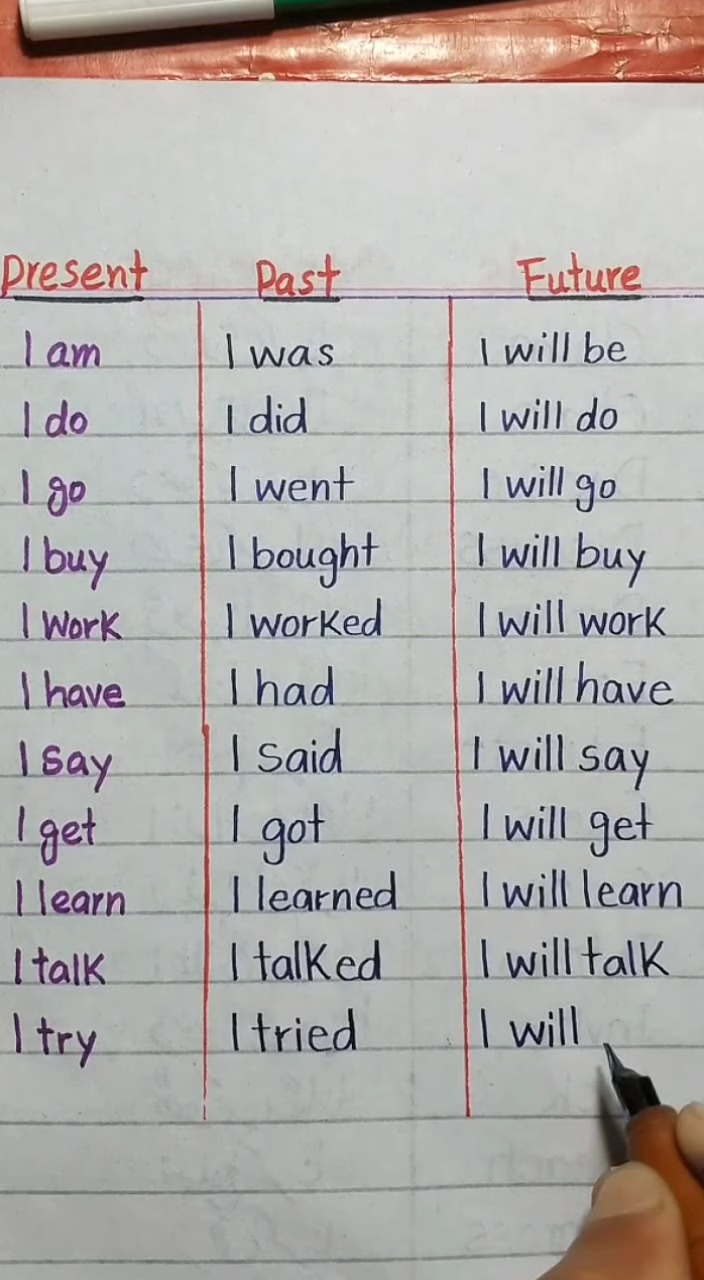 Present Past Future
I am I was I will be
I do I did I will do
I go I went I will go
I buy I bought I will buy
I work I worked I will work
I have I had I will have
I say I said I will say
I get I got I will get
I learn I learned I will learn
I talk I talked I will talk
I try I tried I will